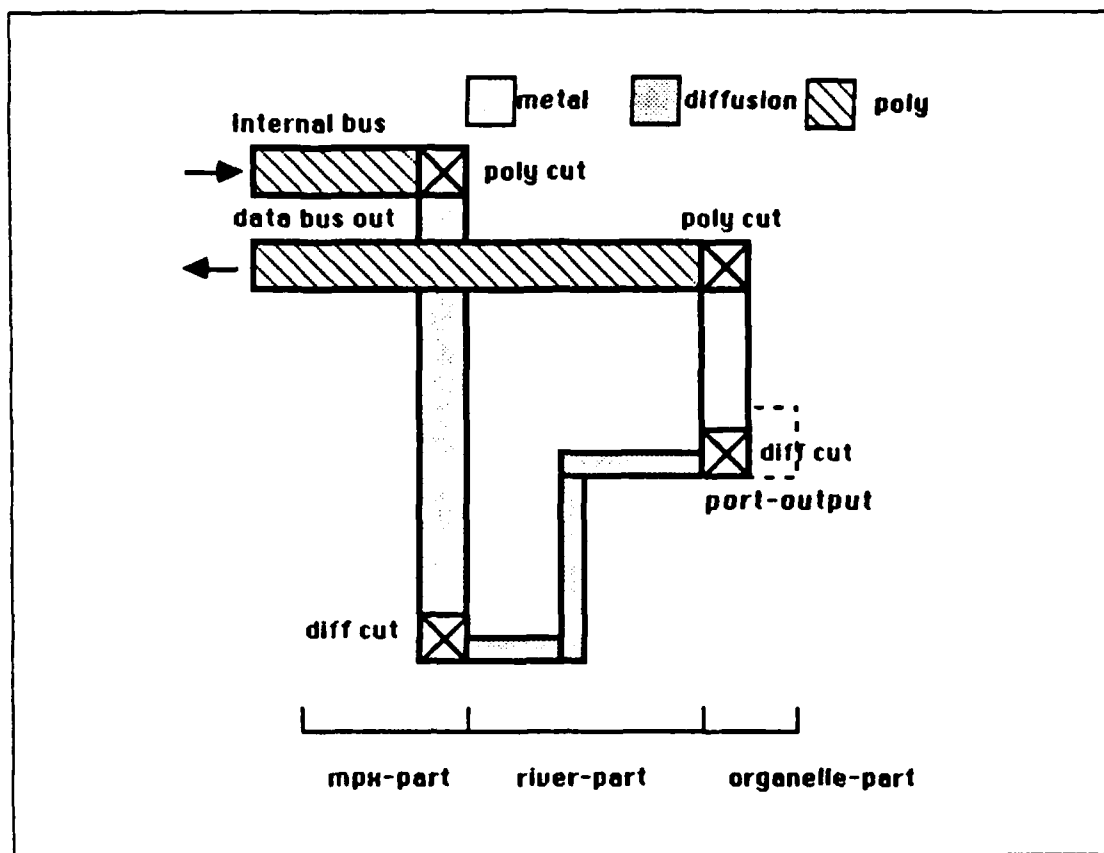 metal diffusion poly
internal bus
poly cut
data bus out
poly cut
diff cut
port-output
diff cut
mpx-part river-part organelle-part